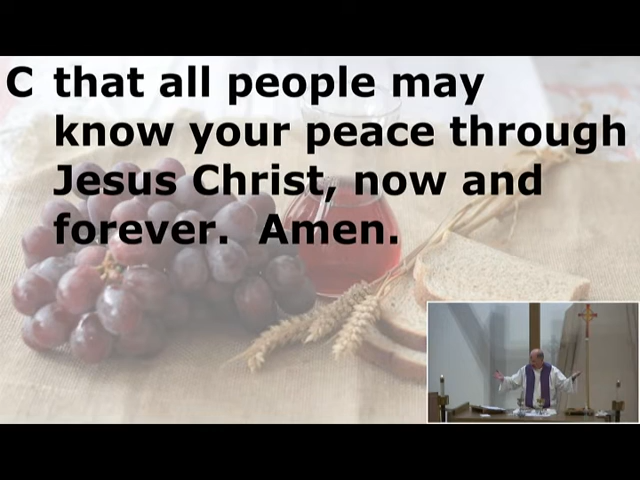 C that all people may
know your peace through
Jesus Christ, now and
forever.  Amen.